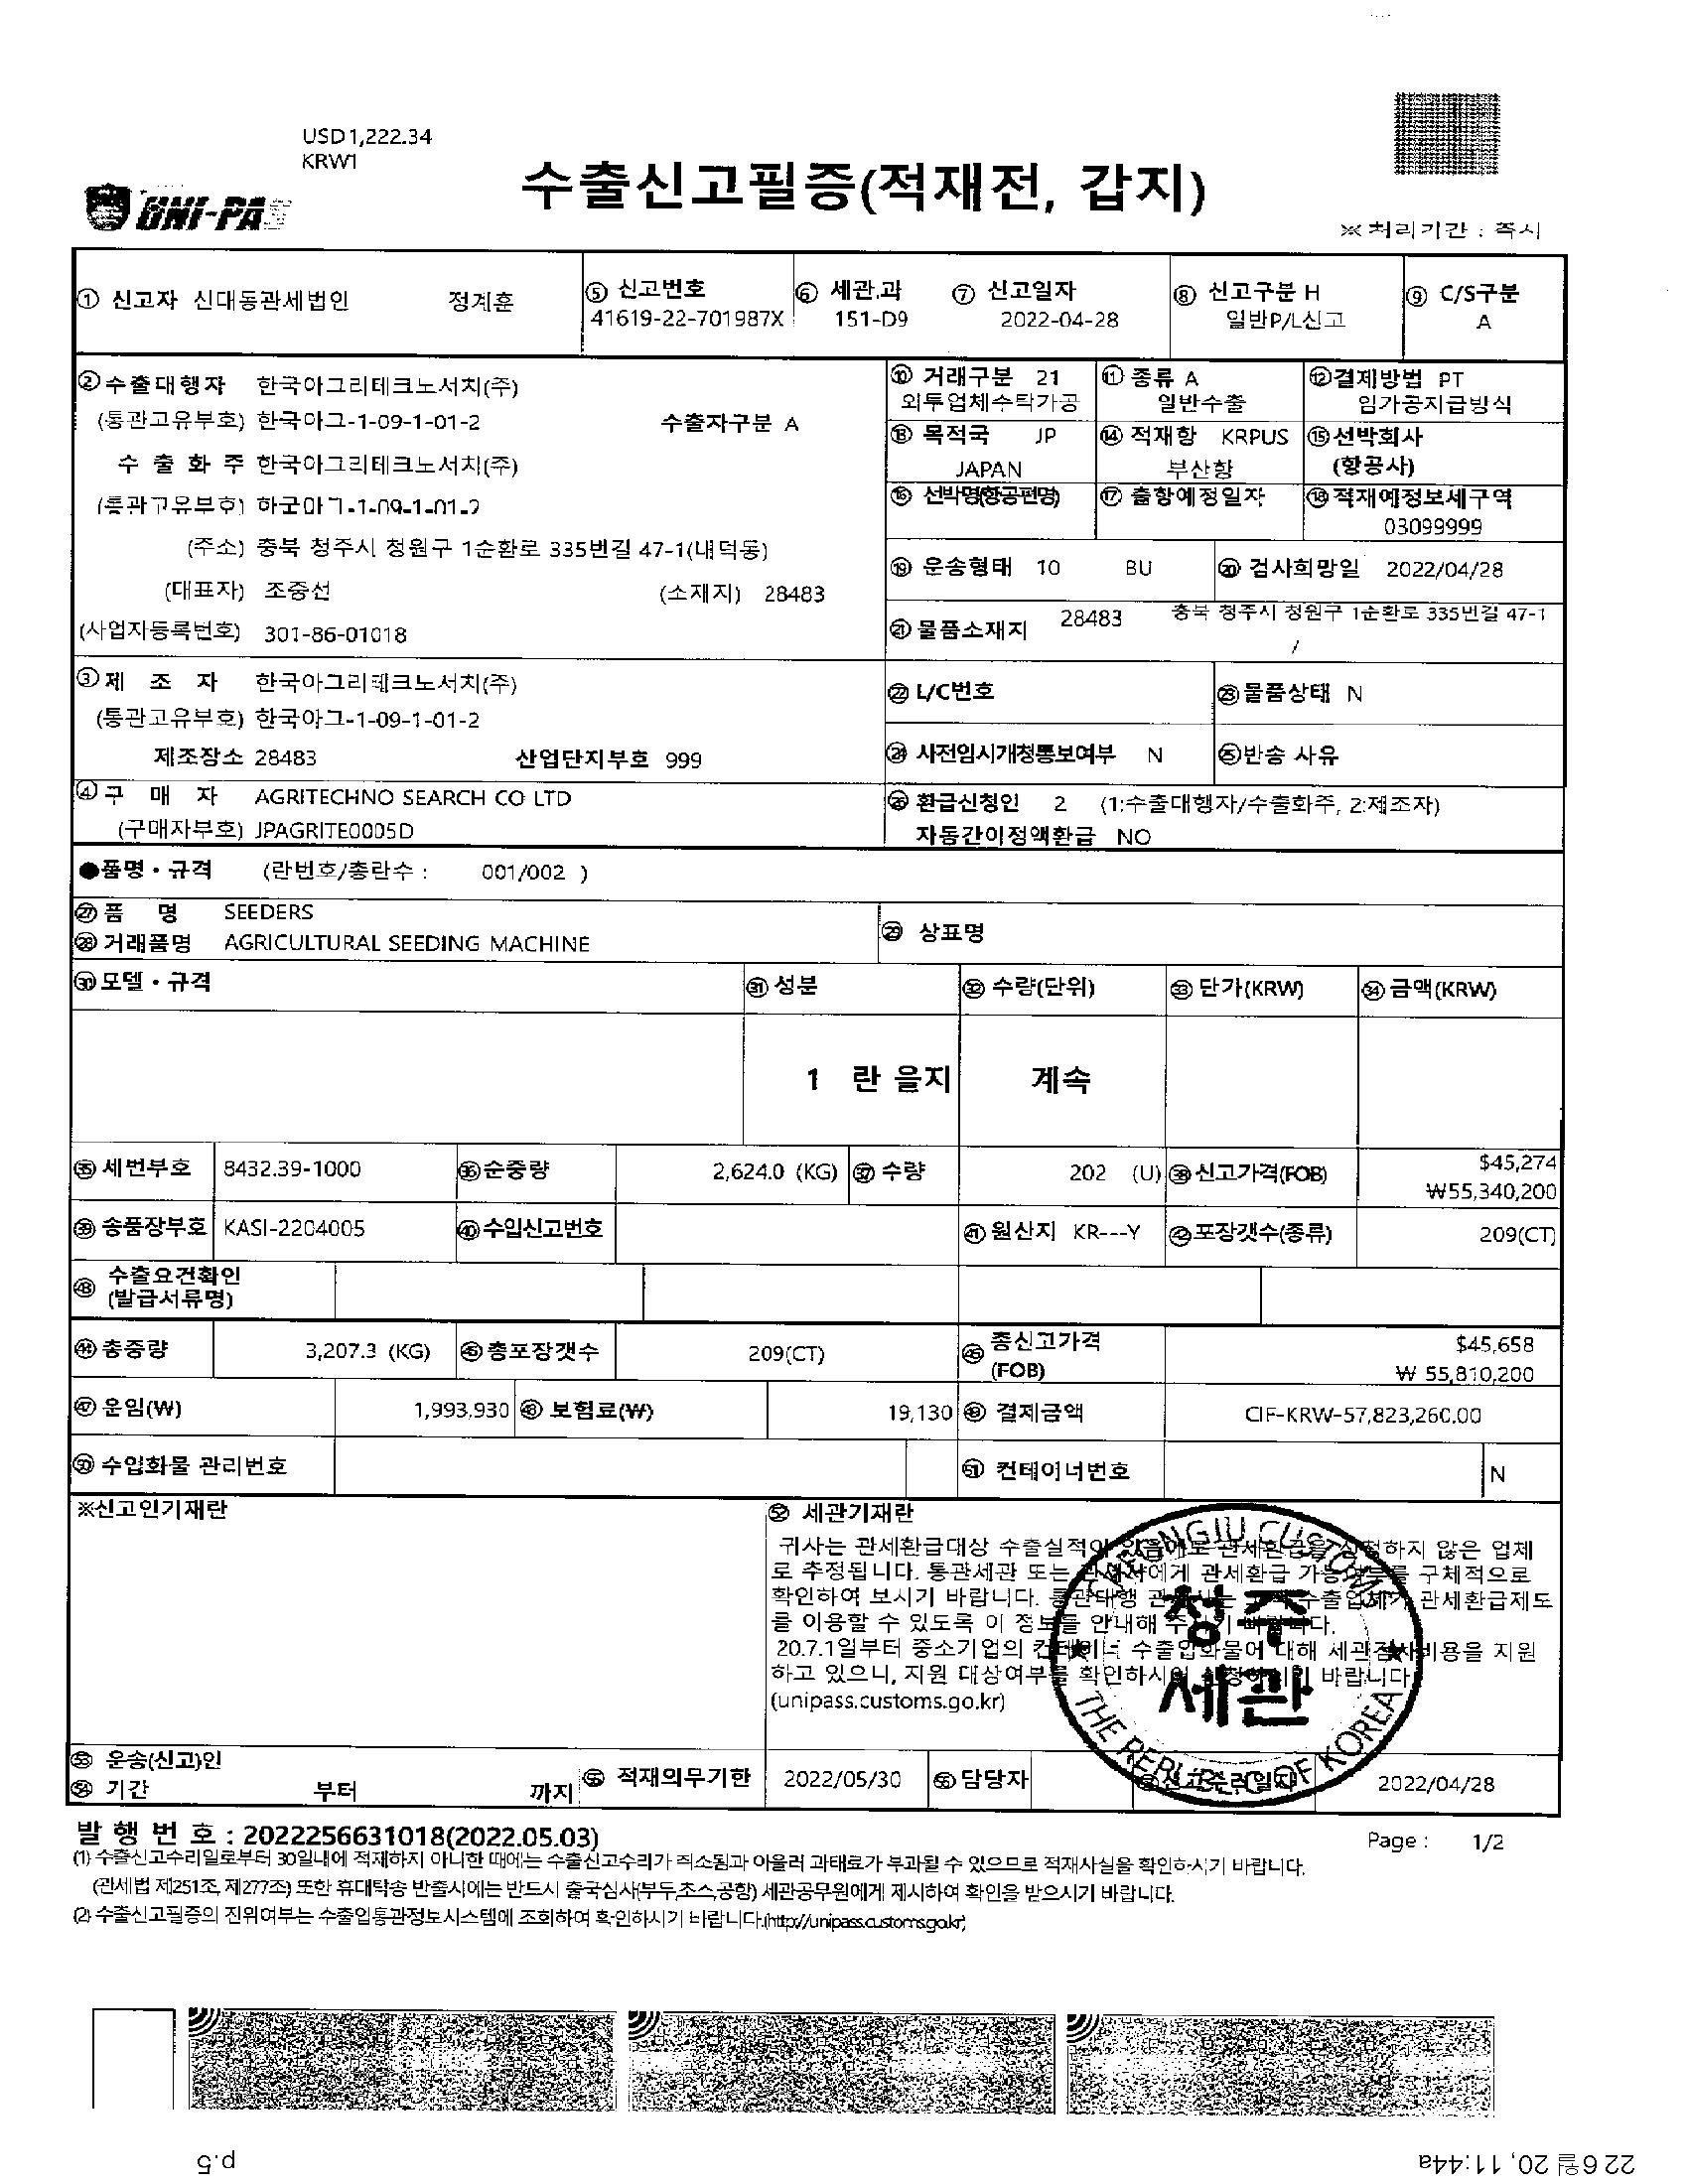 USD1,222.34
KRW1
UNI-PAS
수출신고필증(적재전, 갑지)
※ 처리기간 : 즉시
① 신고자 신대동관세법인 정계훈
⑤ 신고번호
41619-22-701987X
⑥ 세관.과
151-D9
⑦ 신고일자
2022-04-28
⑧ 신고구분 H
일반P/L신고
⑨ C/S구분
A
② 수출대행자 한국아그리테크노서치(주)
(통관고유부호) 한국아그-1-09-1-01-2 수출자구분 A
수 출 화 주 한국아그리테크노서치(주)
(통관고유부호) 한국아그-1-09-1-01-2
(주소) 충북 청주시 청원구 1순환로 335번길 47-1(내덕동)
(대표자) 조중선 (소재지) 28483
(사업자등록번호) 301-86-01018
⑩ 거래구분 21
외투업체수탁가공
⑪ 종류 A
일반수출
⑫ 결제방법 PT
임가공지급방식
⑬ 목적국 JP
JAPAN
⑭ 적재항 KRPUS
부산항
⑮ 선박회사
(항공사)
⑯ 선박명(항공편명)
⑰ 출항예정일자
⑱ 적재예정보세구역
03099999
⑲ 운송형태 10 BU
⑳ 검사희망일 2022/04/28
㉑ 물품소재지 28483 충북 청주시 청원구 1순환로 335번길 47-1
/
③ 제 조 자 한국아그리테크노서치(주)
(통관고유부호) 한국아그-1-09-1-01-2
제조장소 28483 산업단지부호 999
㉒ L/C번호
㉓ 물품상태 N
㉔ 사전임시개청통보여부 N
㉕ 반송 사유
④ 구 매 자 AGRITECHNO SEARCH CO LTD
(구매자부호) JPAGRITE0005D
㉖ 환급신청인 2 (1:수출대행자/수출화주, 2:제조자)
자동간이정액환급 NO
●품명・규격 (란번호/총란수 : 001/002 )
㉗ 품 명 SEEDERS
㉘ 거래품명 AGRICULTURAL SEEDING MACHINE
㉙ 상표명
㉚ 모델・규격
㉛ 성분
㉜ 수량(단위)
㉝ 단가(KRW)
㉞ 금액(KRW)
1 란 을지 계속
㉟ 세번부호 8432.39-1000
㊱ 순중량 2,624.0 (KG)
㊲ 수량 202 (U)
㊳ 신고가격(FOB) $45,274
₩55,340,200
㊴ 송품장부호 KASI-2204005
㊵ 수입신고번호
㊶ 원산지 KR---Y
㊷ 포장갯수(종류) 209(CT)
㊸ 수출요건확인
(발급서류명)
㊹ 총중량 3,207.3 (KG)
㊺ 총포장갯수 209(CT)
㊻ 총신고가격
(FOB)
$45,658
₩ 55,810,200
㊼ 운임(₩) 1,993,930
㊽ 보험료(₩) 19,130
㊾ 결제금액 CIF-KRW-57,823,260.00
㊿ 수입화물 관리번호
51 컨테이너번호 N
※신고인기재란
52 세관기재란
귀사는 관세환급대상 수출실적이 있음에도 관세환급을 신청하지 않은 업체
로 추정됩니다. 통관세관 또는 관세사에게 관세환급 가능여부를 구체적으로
확인하여 보시기 바랍니다. 통관대행 관세사는 수출업체가 관세환급제도
를 이용할 수 있도록 이 정보를 안내해 주시기 바랍니다.
20.7.1일부터 중소기업의 컨테이너 수출입화물에 대해 세관검사비용을 지원
하고 있으니, 지원 대상여부를 확인하시어 신청하시기 바랍니다
(unipass.customs.go.kr)
CHEONGJU CUSTOMS
청주
세관
THE REPUBLIC OF KOREA
53 운송(신고)인
54 기간 부터 까지
55 적재의무기한 2022/05/30
56 담당자
57 신고수리일자 2022/04/28
발 행 번 호 : 2022256631018(2022.05.03)
Page : 1/2
(1) 수출신고수리일로부터 30일내에 적재하지 아니한 때에는 수출신고수리가 취소됨과 아울러 과태료가 부과될 수 있으므로 적재사실을 확인하시기 바랍니다.
(관세법 제251조, 제277조) 또한 휴대탁송 반출시에는 반드시 출국심사(부두,초소,공항) 세관공무원에게 제시하여 확인을 받으시기 바랍니다.
(2) 수출신고필증의 진위여부는 수출입통관정보시스템에 조회하여 확인하시기 바랍니다.(http://unipass.customs.go.kr)
p.5
22 6월 20, 11:44a